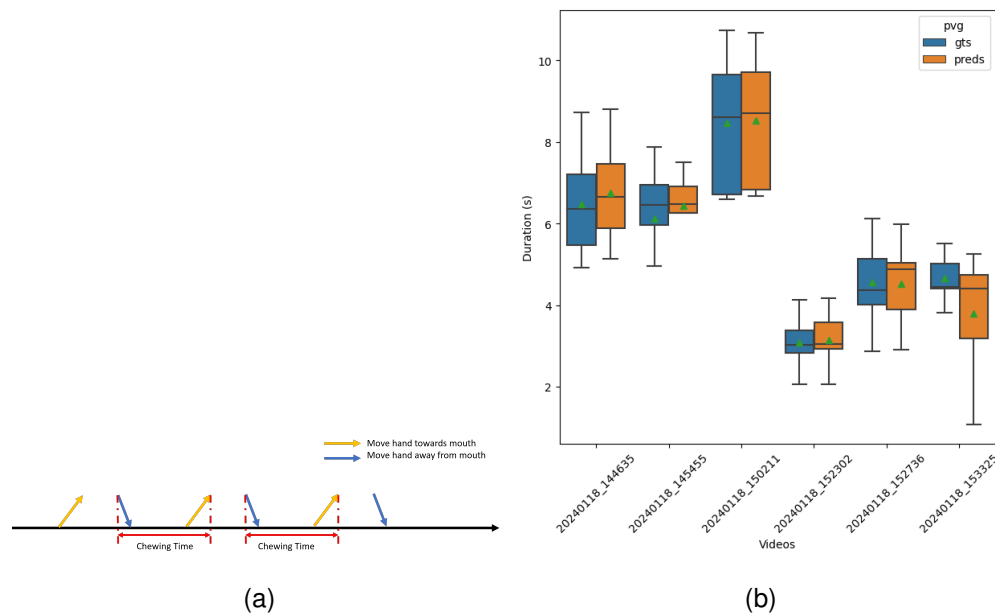 Move hand towards mouth
Move hand away from mouth
Chewing Time
Chewing Time
(a)
pvg
gts
preds
Duration (s)
10
8
6
4
2
20240118_144635
20240118_145455
20240118_150211
20240118_152302
20240118_152736
20240118_153325
Videos
(b)